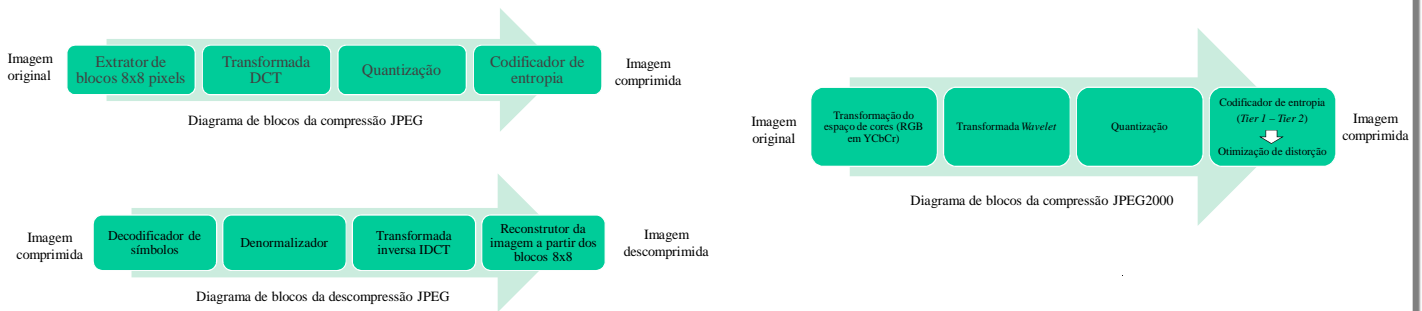 Imagem
original
Extrator de
blocos 8x8 pixels
Transformada
DCT
Quantização
Codificador de
entropia
Imagem
comprimida
Diagrama de blocos da compressão JPEG
Imagem
comprimida
Decodificador de
símbolos
Denormalizador
Transformada
inversa IDCT
Reconstrutor da
imagem a partir dos
blocos 8x8
Imagem
descomprimida
Diagrama de blocos da descompressão JPEG
Imagem
original
Transformação do
espaço de cores (RGB
em YCbCr)
Transformada Wavelet
Quantização
Codificador de entropia
(Tier 1 – Tier 2)
Otimização de distorção
Imagem
comprimida
Diagrama de blocos da compressão JPEG2000